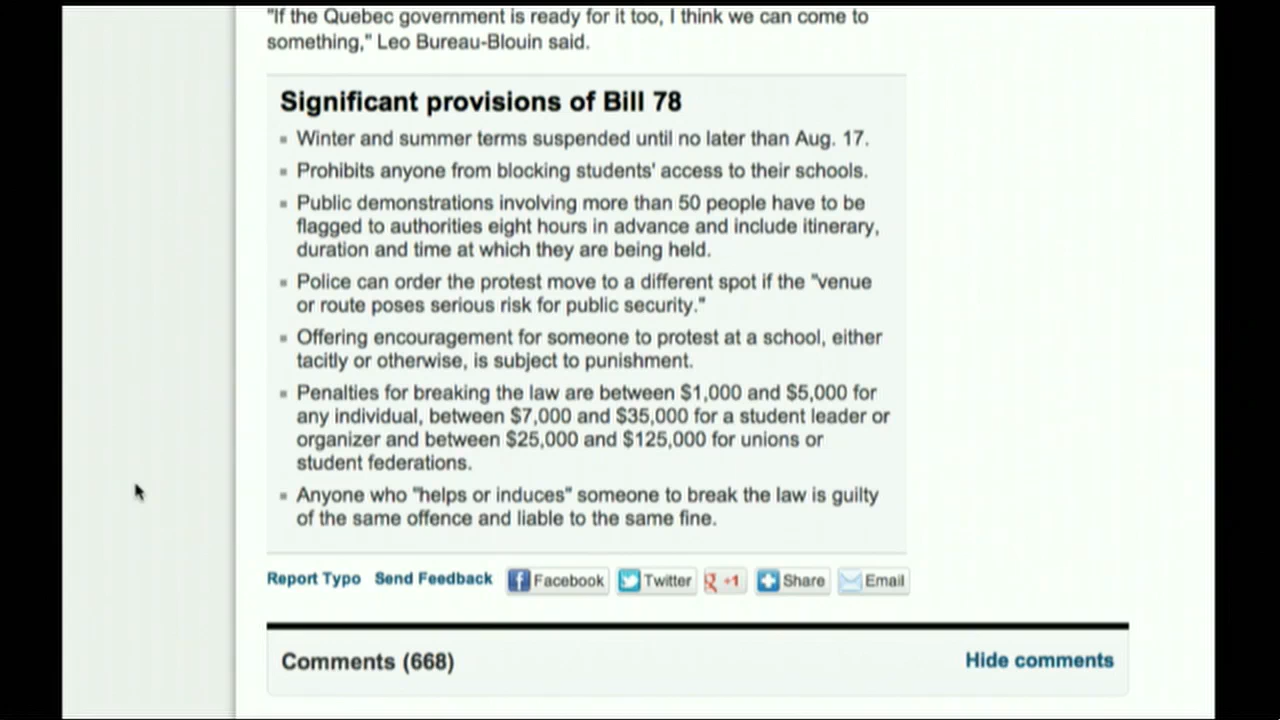 "If the Quebec government is ready for it too, I think we can come to
something," Leo Bureau-Blouin said.
Significant provisions of Bill 78
Winter and summer terms suspended until no later than Aug. 17.
Prohibits anyone from blocking students' access to their schools.
Public demonstrations involving more than 50 people have to be
flagged to authorities eight hours in advance and include itinerary,
duration and time at which they are being held.
Police can order the protest move to a different spot if the "venue
or route poses serious risk for public security."
Offering encouragement for someone to protest at a school, either
tacitly or otherwise, is subject to punishment.
Penalties for breaking the law are between $1,000 and $5,000 for
any individual, between $7,000 and $35,000 for a student leader or
organizer and between $25,000 and $125,000 for unions or
student federations.
Anyone who "helps or induces" someone to break the law is guilty
of the same offence and liable to the same fine.
Report Typo Send Feedback Facebook Twitter +1 Share Email
Comments (668) Hide comments